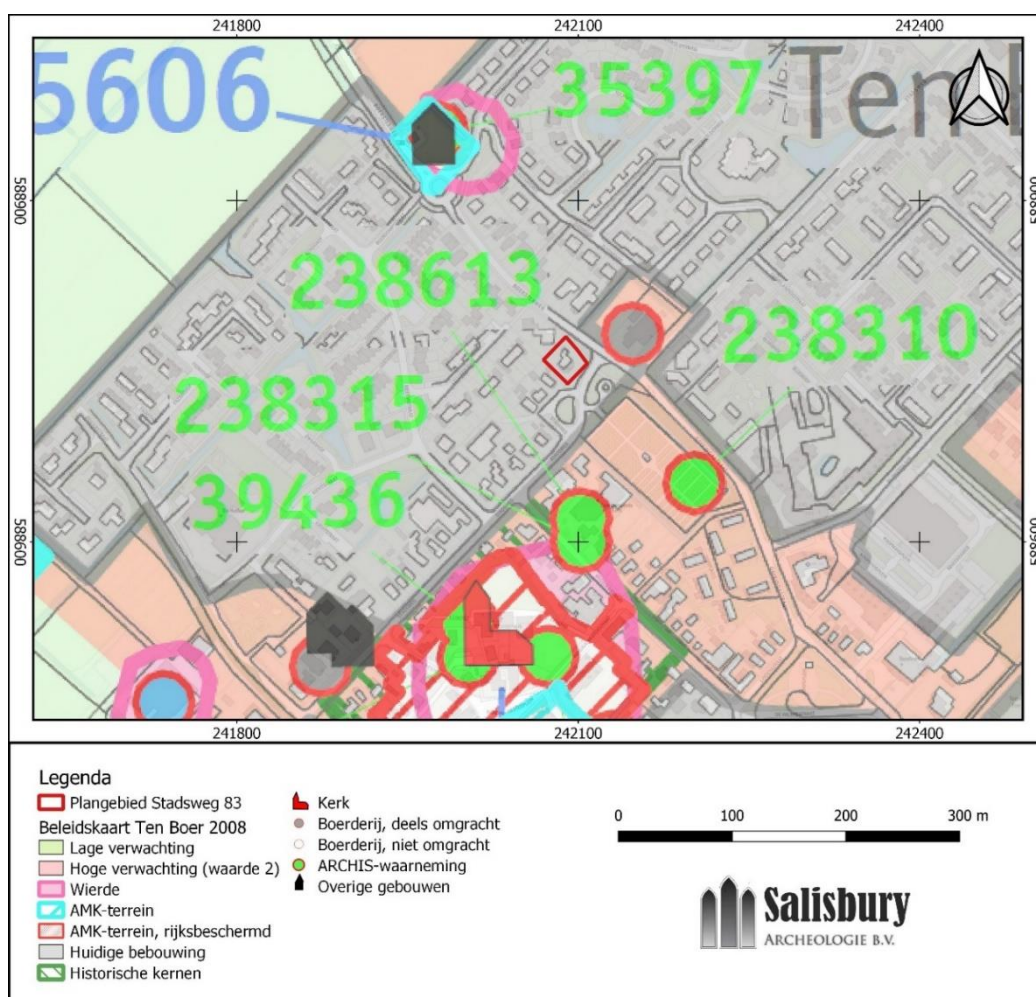 241800 242100 242400
5606
35397
Ten B
588900 588900
238613
238310
238315
39436
588600 588600
241800 242100 242400
Legenda
Plangebied Stadsweg 83
Beleidskaart Ten Boer 2008
Lage verwachting
Hoge verwachting (waarde 2)
Wierde
AMK-terrein
AMK-terrein, rijksbeschermd
Huidige bebouwing
Historische kernen
Kerk
Boerderij, deels omgracht
Boerderij, niet omgracht
ARCHIS-waarneming
Overige gebouwen
0 100 200 300 m
Salisbury
ARCHEOLOGIE B.V.